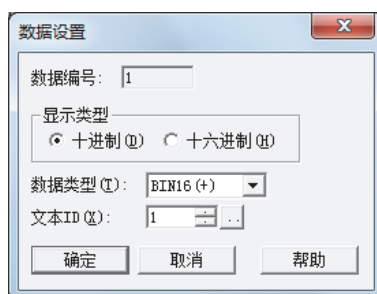 数据设置
数据编号: 1
显示类型
十进制(D) 十六进制(H)
数据类型(T): BIN16(+)
文本ID(X): 1 ..
确定 取消 帮助